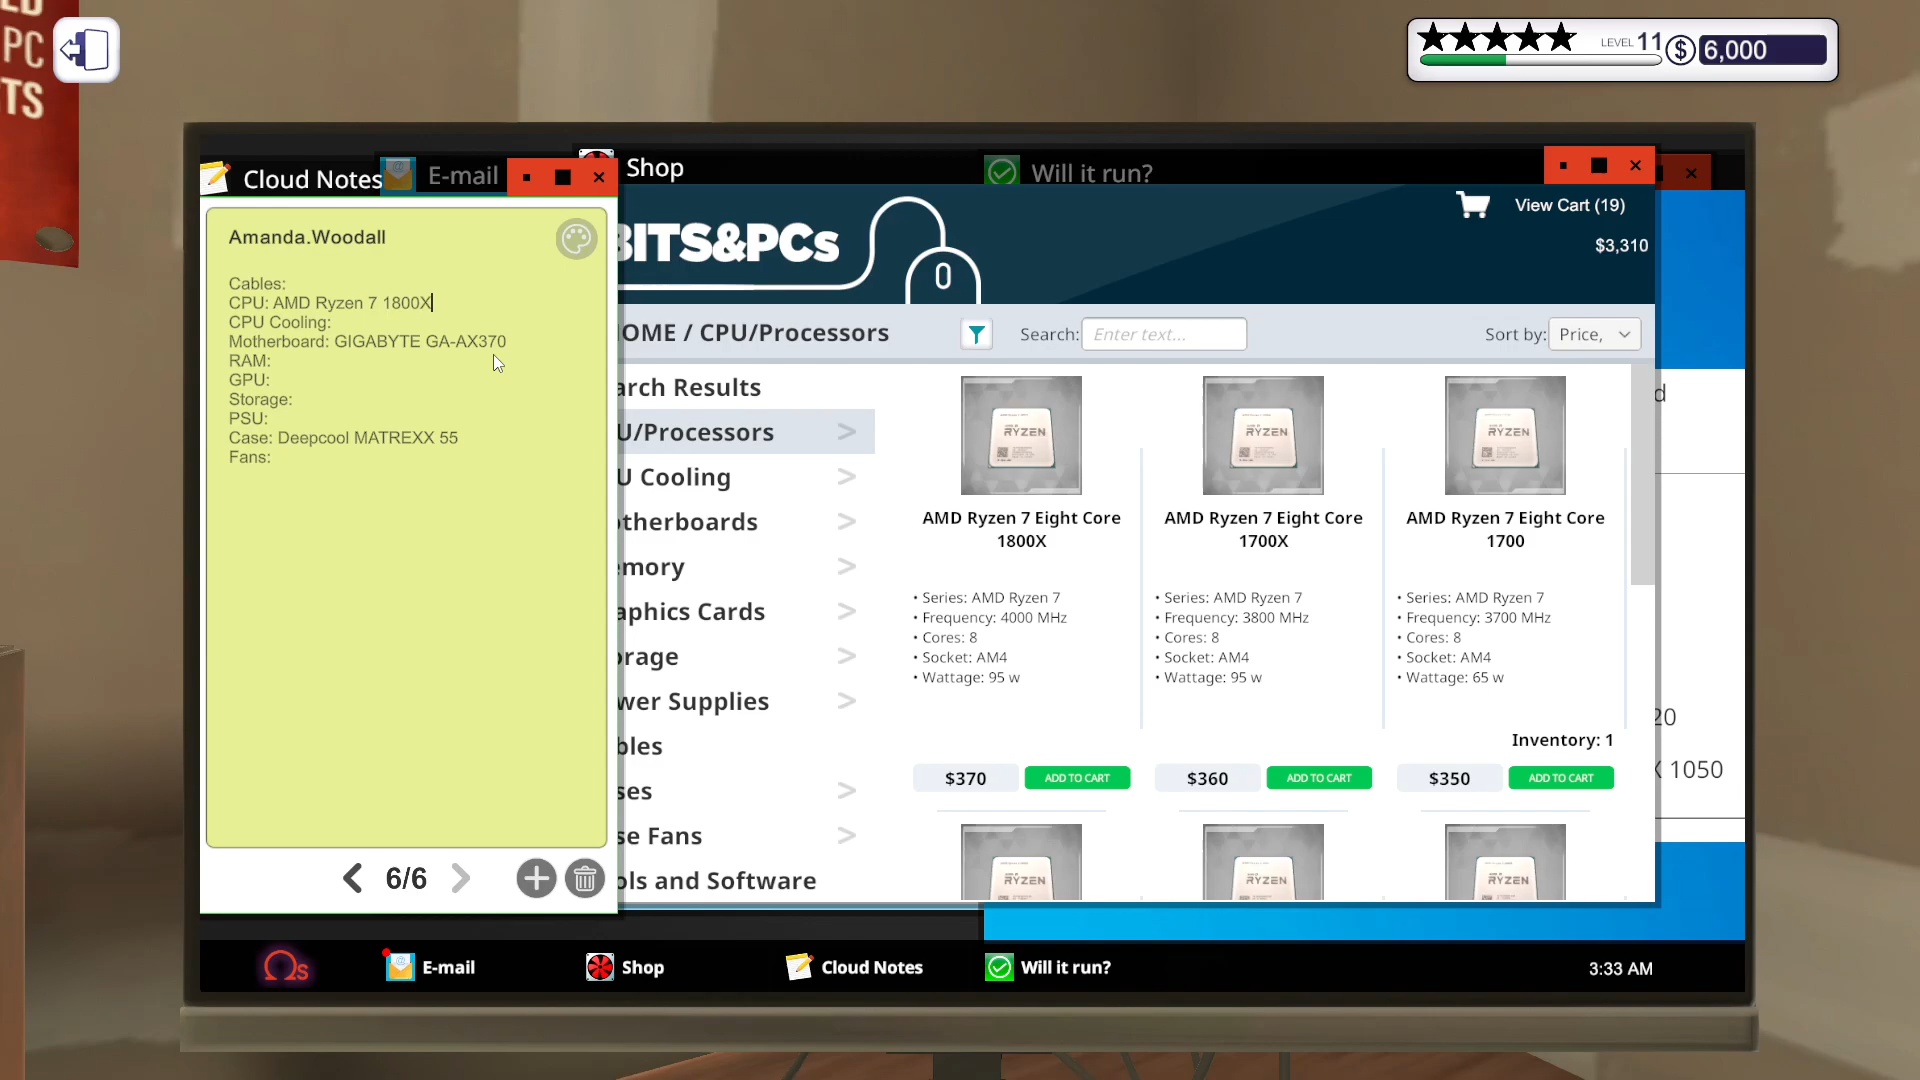 PC
TS
LEVEL 11
$ 6,000
Cloud Notes
E-mail
Shop
Will it run?
Amanda.Woodall
Cables:
CPU: AMD Ryzen 7 1800X
CPU Cooling:
Motherboard: GIGABYTE GA-AX370
RAM:
GPU:
Storage:
PSU:
Case: Deepcool MATREXX 55
Fans:
6/6
BITS&PCs
View Cart (19)
$3,310
OME / CPU/Processors
Search:
Enter text...
Sort by:
Price,
arch Results
U/Processors
U Cooling
otherboards
emory
aphics Cards
orage
wer Supplies
bles
ses
se Fans
ols and Software
RYZEN
AMD Ryzen 7 Eight Core
1800X
• Series: AMD Ryzen 7
• Frequency: 4000 MHz
• Cores: 8
• Socket: AM4
• Wattage: 95 w
$370
ADD TO CART
RYZEN
AMD Ryzen 7 Eight Core
1700X
• Series: AMD Ryzen 7
• Frequency: 3800 MHz
• Cores: 8
• Socket: AM4
• Wattage: 95 w
$360
ADD TO CART
RYZEN
AMD Ryzen 7 Eight Core
1700
• Series: AMD Ryzen 7
• Frequency: 3700 MHz
• Cores: 8
• Socket: AM4
• Wattage: 65 w
Inventory: 1
$350
ADD TO CART
RYZEN
RYZEN
RYZEN
d
20
X 1050
Ωs
E-mail
Shop
Cloud Notes
Will it run?
3:33 AM